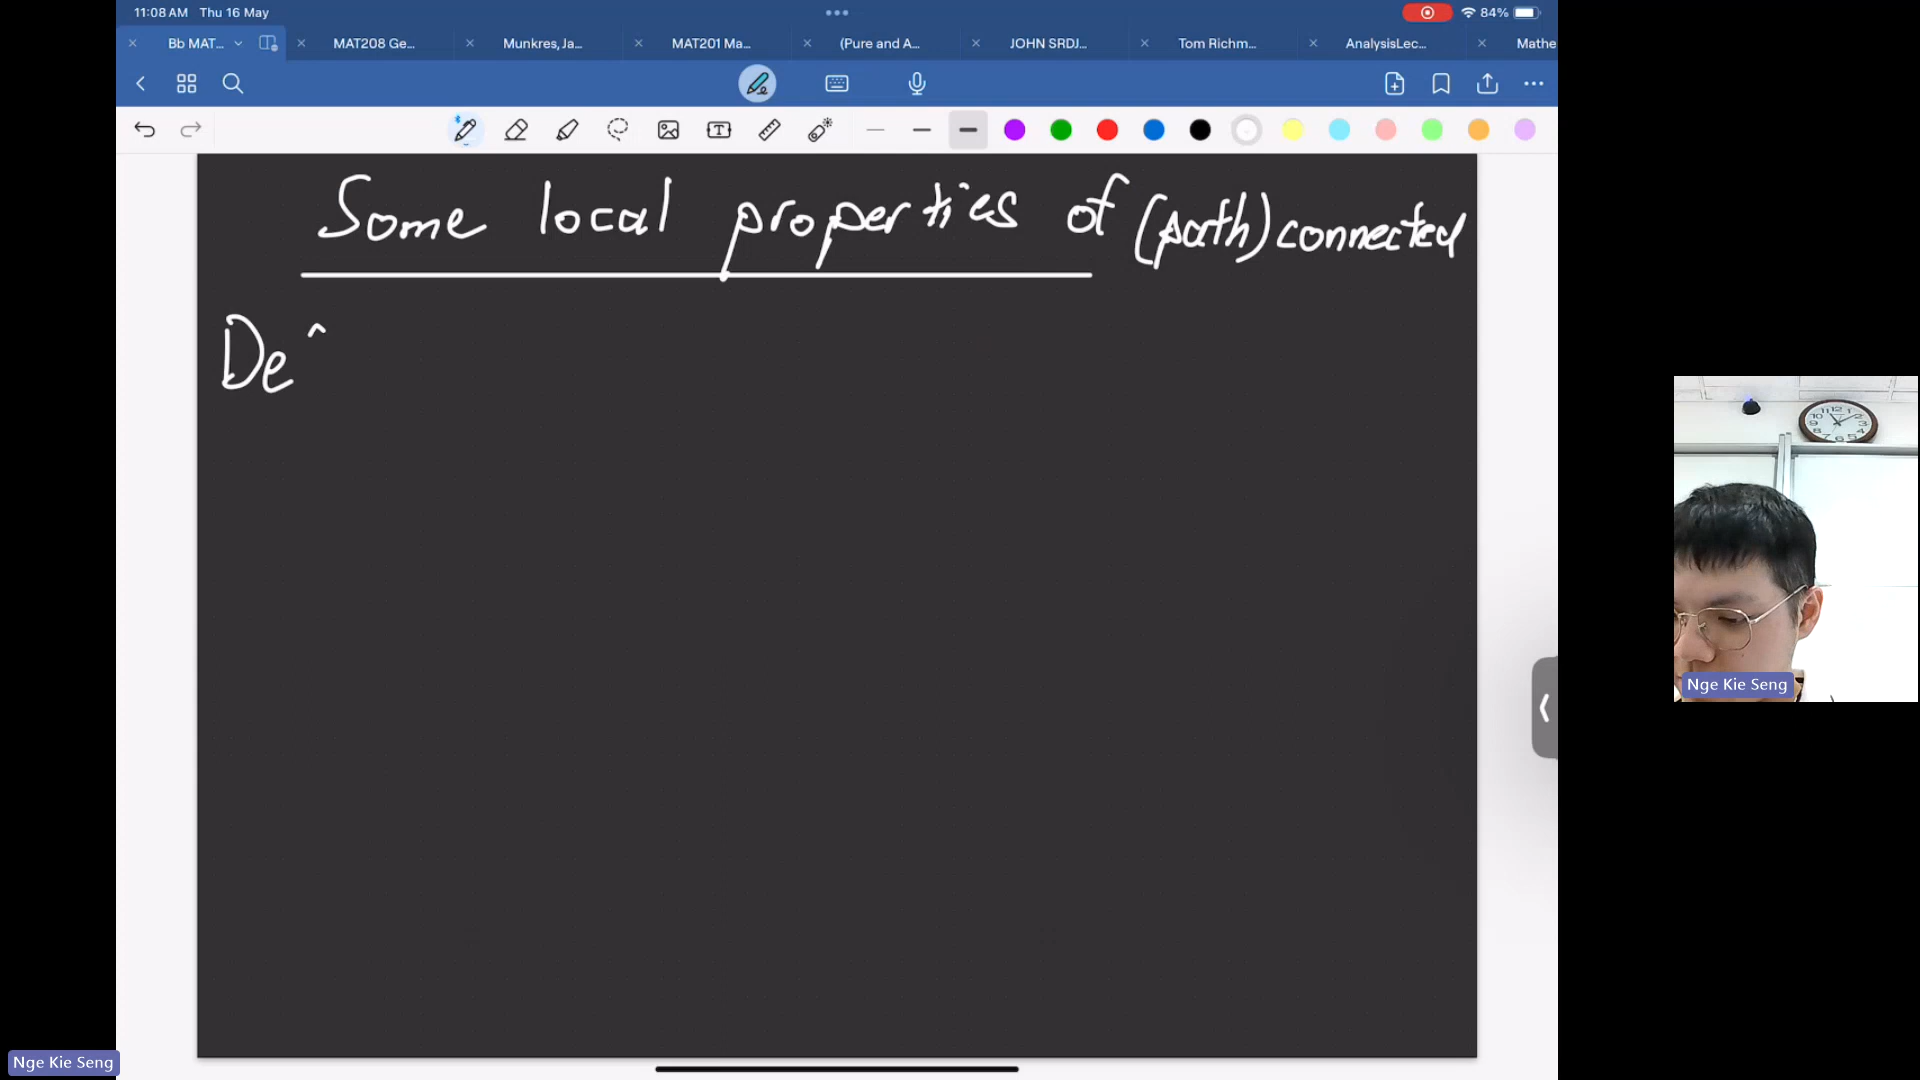 11:08 AM Thu 16 May
84%
Bb MAT...
MAT208 Ge...
Munkres, Ja...
MAT201 Ma...
(Pure and A...
JOHN SRDJ...
Tom Richm...
AnalysisLec...
Mathe
Some local properties of (path) connected
De
Nge Kie Seng
Nge Kie Seng